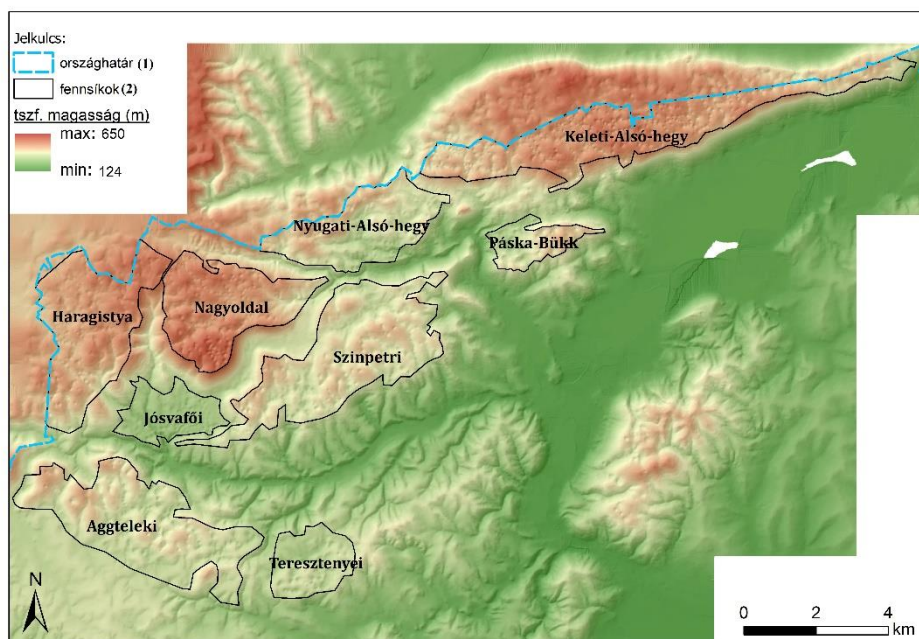 Jelkulcs:
országhatár (1)
fennsíkok (2)
tszf. magasság (m)
max: 650
min: 124
Keleti-Alsó-hegy
Nyugati-Alsó-hegy
Páska-Bükk
Haragistya
Nagyoldal
Szinpetri
Jósvafői
Aggteleki
Teresztenyei
N
0 2 4
km